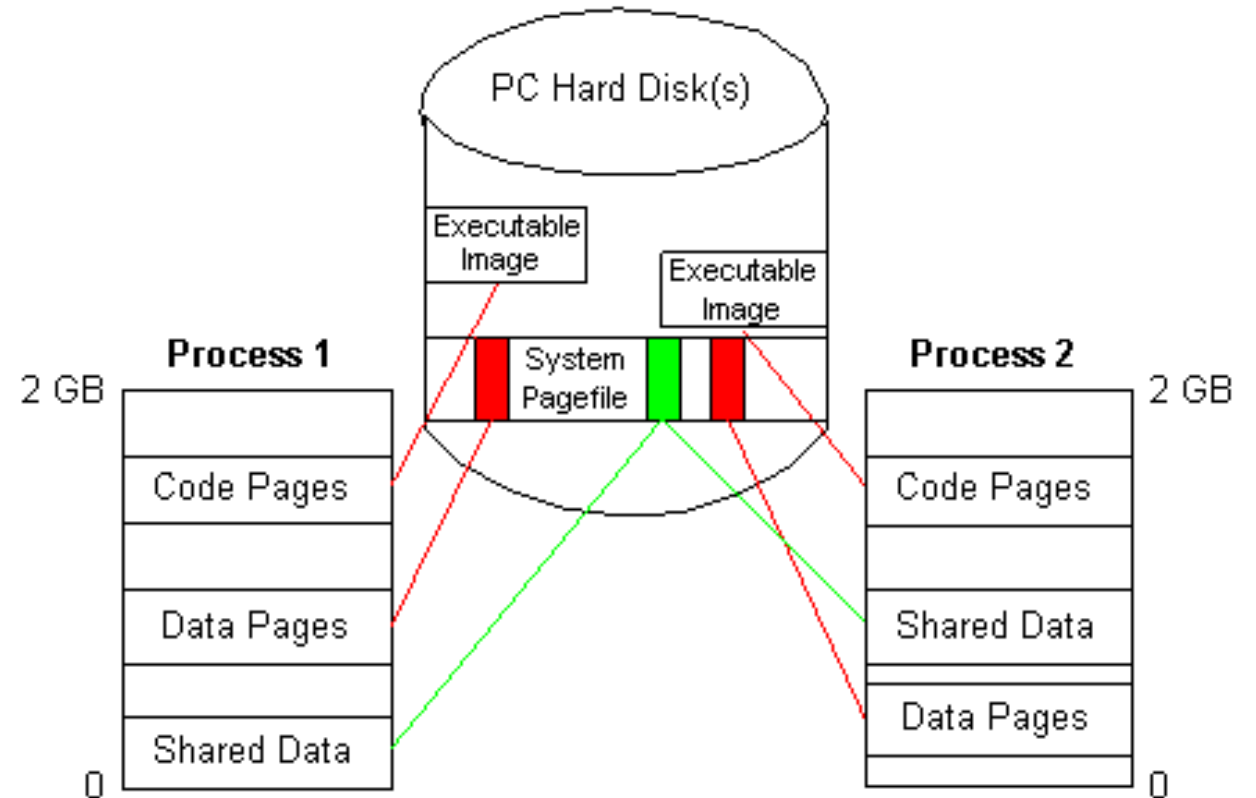 PC Hard Disk(s)
Executable
Image
Executable
Image
System
Pagefile
Process 1
2 GB
Code Pages
Data Pages
Shared Data
0
Process 2
2 GB
Code Pages
Shared Data
Data Pages
0